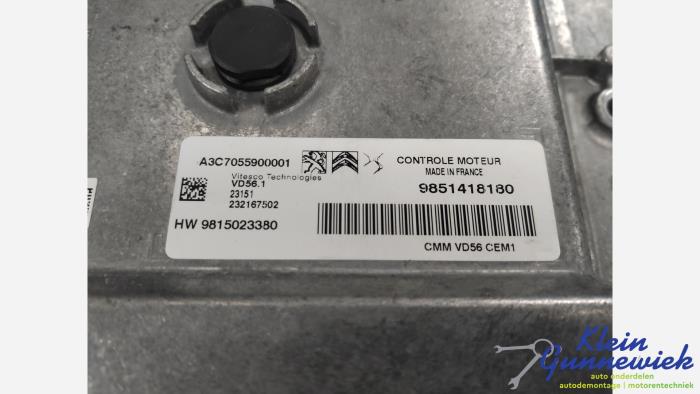 A3C7055900001
Vitesco Technologies
VD56.1
23151
232167502
HW 9815023380
CONTROLE MOTEUR
MADE IN FRANCE
9851418180
CMM VD56 CEM1
Klein
Gunnewiek
auto onderdelen
autodemontage | motorentechniek